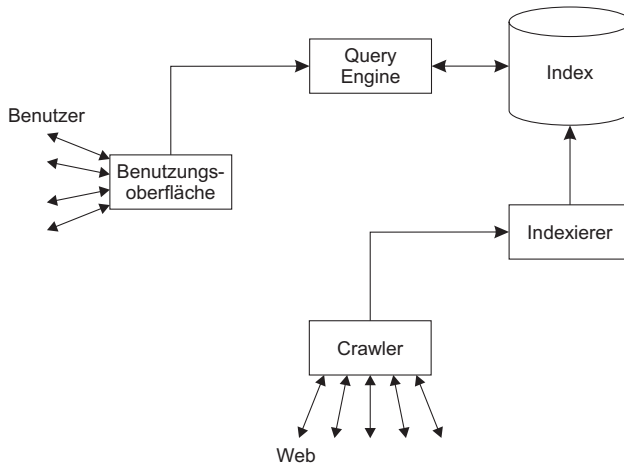 Query
Engine
Index
Benutzer
Benutzungs-
oberfläche
Indexierer
Crawler
Web